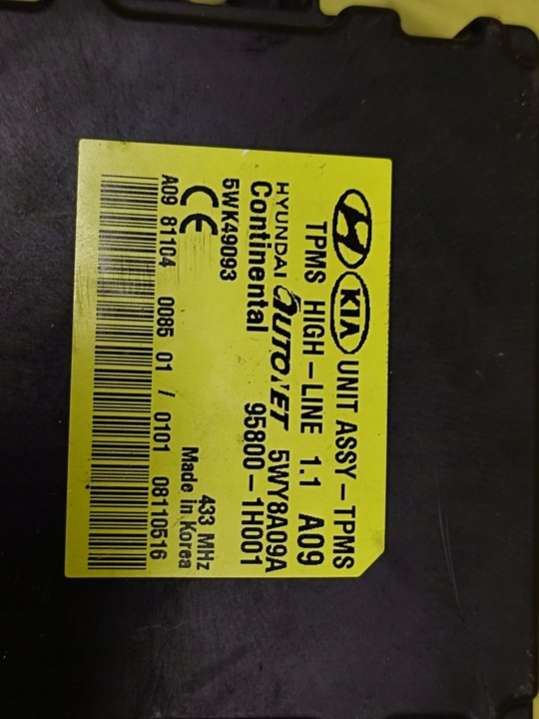 KIA UNIT ASSY-TPMS
TPMS HIGH-LINE 1.1 A09
HYUNDAI AUTONET 5WY8A09A
Continental 95800-1H001
5WK49093
CE 433 MHz
Made in Korea
A09 81104 0085 01 / 0101 08110516